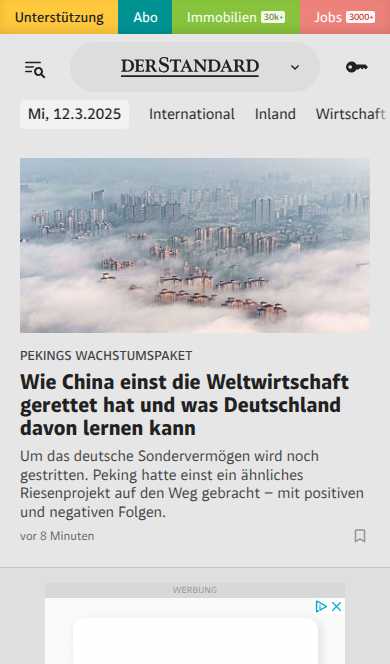 Unterstützung Abo Immobilien 30k+ Jobs 3000+
DERSTANDARD
Mi, 12.3.2025 International Inland Wirtschaft
PEKINGS WACHSTUMSPAKET
Wie China einst die Weltwirtschaft
gerettet hat und was Deutschland
davon lernen kann
Um das deutsche Sondervermögen wird noch
gestritten. Peking hatte einst ein ähnliches
Riesenprojekt auf den Weg gebracht – mit positiven
und negativen Folgen.
vor 8 Minuten
WERBUNG